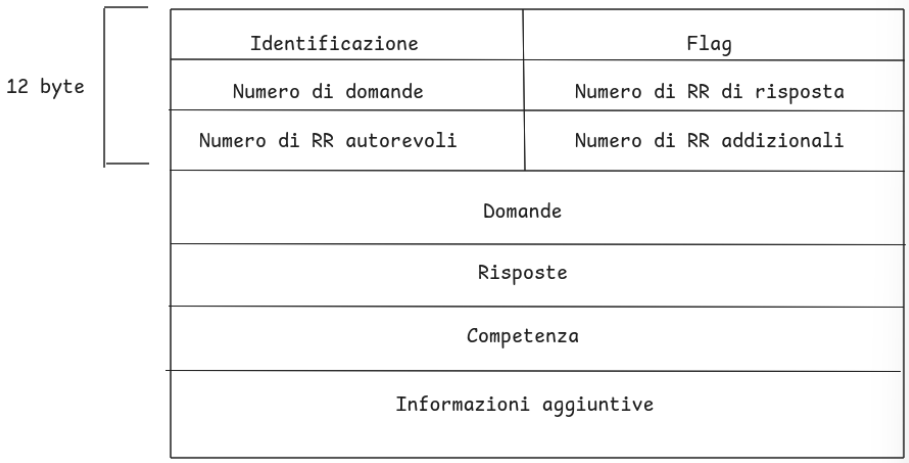 Identificazione
Flag
12 byte
Numero di domande
Numero di RR di risposta
Numero di RR autorevoli
Numero di RR addizionali
Domande
Risposte
Competenza
Informazioni aggiuntive